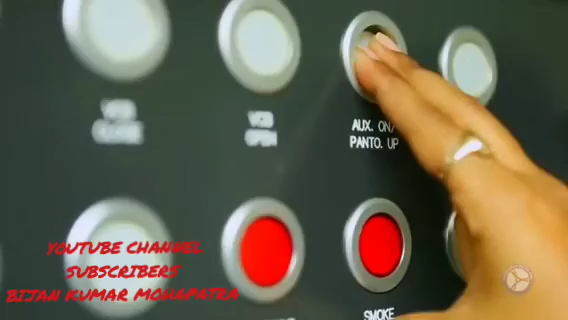 VCB VCB AUX. ON/
CLOSE OPEN PANTO. UP
YOUTUBE CHANNEL
SUBSCRIBERS
BIJAN KUMAR MOHAPATRA
SMOKE